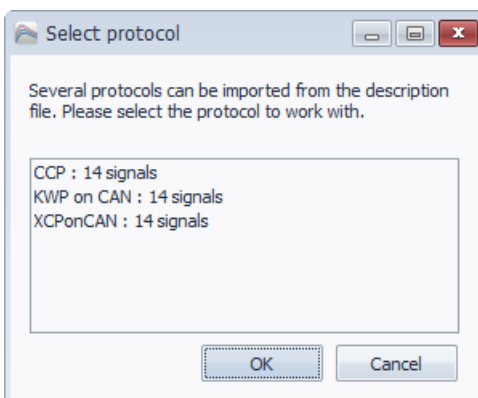 Select protocol
Several protocols can be imported from the description
file. Please select the protocol to work with.
CCP : 14 signals
KWP on CAN : 14 signals
XCPonCAN : 14 signals
OK Cancel